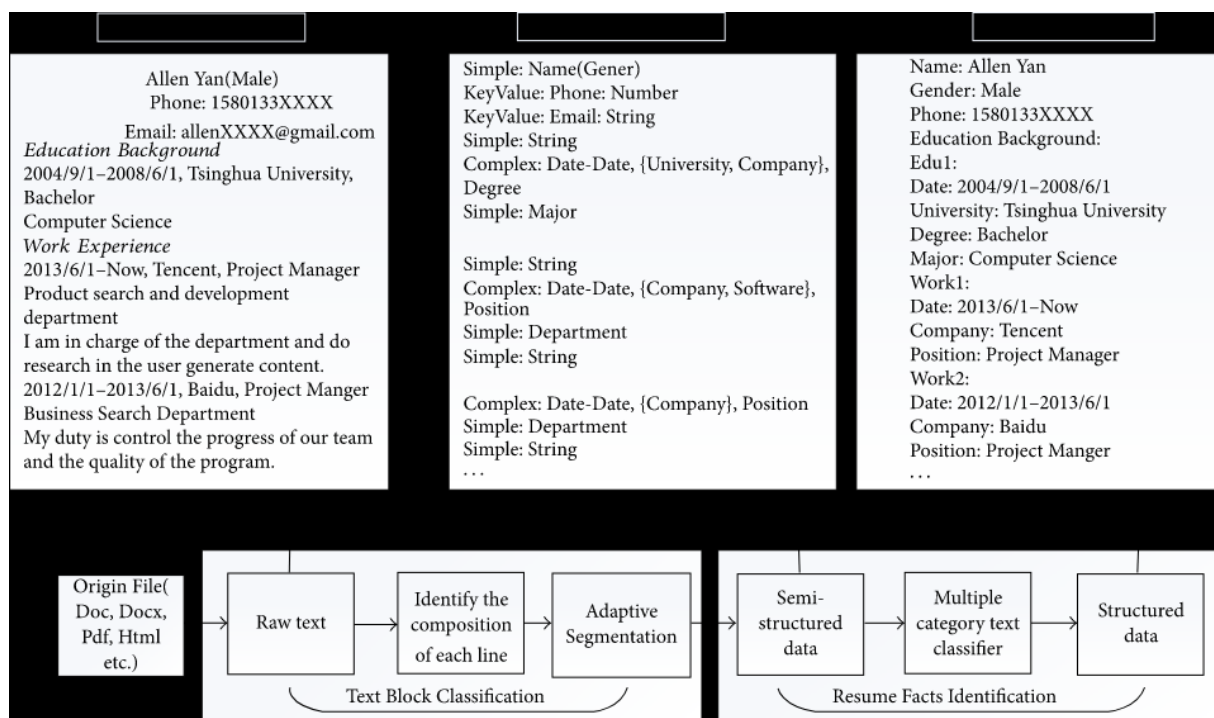 Allen Yan(Male)
Phone: 1580133XXXX
Email: allenXXXX@gmail.com
Education Background
2004/9/1–2008/6/1, Tsinghua University,
Bachelor
Computer Science
Work Experience
2013/6/1–Now, Tencent, Project Manager
Product search and development
department
I am in charge of the department and do
research in the user generate content.
2012/1/1–2013/6/1, Baidu, Project Manger
Business Search Department
My duty is control the progress of our team
and the quality of the program.
Simple: Name(Gener)
KeyValue: Phone: Number
KeyValue: Email: String
Simple: String
Complex: Date-Date, {University, Company},
Degree
Simple: Major
Simple: String
Complex: Date-Date, {Company, Software},
Position
Simple: Department
Simple: String
Complex: Date-Date, {Company}, Position
Simple: Department
Simple: String
...
Name: Allen Yan
Gender: Male
Phone: 1580133XXXX
Education Background:
Edu1:
Date: 2004/9/1–2008/6/1
University: Tsinghua University
Degree: Bachelor
Major: Computer Science
Work1:
Date: 2013/6/1–Now
Company: Tencent
Position: Project Manager
Work2:
Date: 2012/1/1–2013/6/1
Company: Baidu
Position: Project Manger
...
Origin File(
Doc, Docx,
Pdf, Html
etc.)
Raw text
Identify the
composition
of each line
Adaptive
Segmentation
Text Block Classification
Semi-
structured
data
Multiple
category text
classifier
Structured
data
Resume Facts Identification